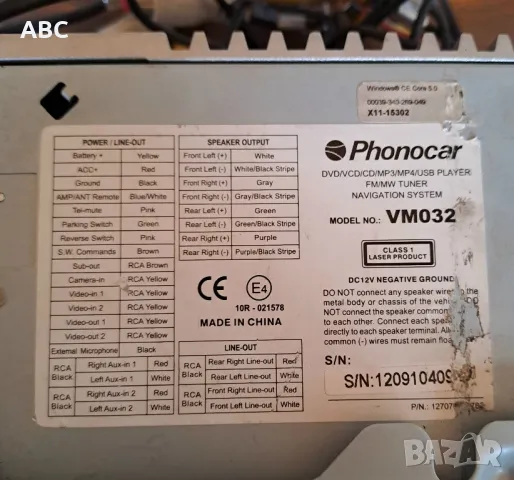 ABC
Windows® CE Core 5.0
00039-343-269-049
X11-15302
POWER / LINE-OUT
Battery + Yellow
ACC+ Red
Ground Black
AMP/ANT Remote Blue/White
Tel-mute Pink
Parking Switch Green
Reverse Switch Pink
S.W. Commands Brown
Sub-out RCA Brown
Camera-in RCA Yellow
Video-in 1 RCA Yellow
Video-in 2 RCA Yellow
Video-out 1 RCA Yellow
Video-out 2 RCA Yellow
External Microphone Black
RCA Black Right Aux-in 1 Red
Left Aux-in 1 White
RCA Black Right Aux-in 2 Red
Left Aux-in 2 White
SPEAKER OUTPUT
Front Left (+) White
Front Left (-) White/Black Stripe
Front Right (+) Gray
Front Right (-) Gray/Black Stripe
Rear Left (+) Green
Rear Left (-) Green/Black Stripe
Rear Right (+) Purple
Rear Right (-) Purple/Black Stripe
CE E4
10R - 021578
MADE IN CHINA
LINE-OUT
RCA Black Rear Right Line-out Red
Rear Left Line-out White
RCA Black Front Right Line-out Red
Front Left Line-out White
Phonocar
DVD/VCD/CD/MP3/MP4/USB PLAYER
FM/MW TUNER
NAVIGATION SYSTEM
MODEL NO.: VM032
CLASS 1
LASER PRODUCT
DC12V NEGATIVE GROUND
DO NOT connect any speaker wire to the
metal body or chassis of the vehicle. DO
NOT connect the speaker common
to each other. Connect each speaker
directly to each speaker terminal. All
common (-) wires must remain
S/N:
S/N:12091040
P/N.: 1270
BAZAR